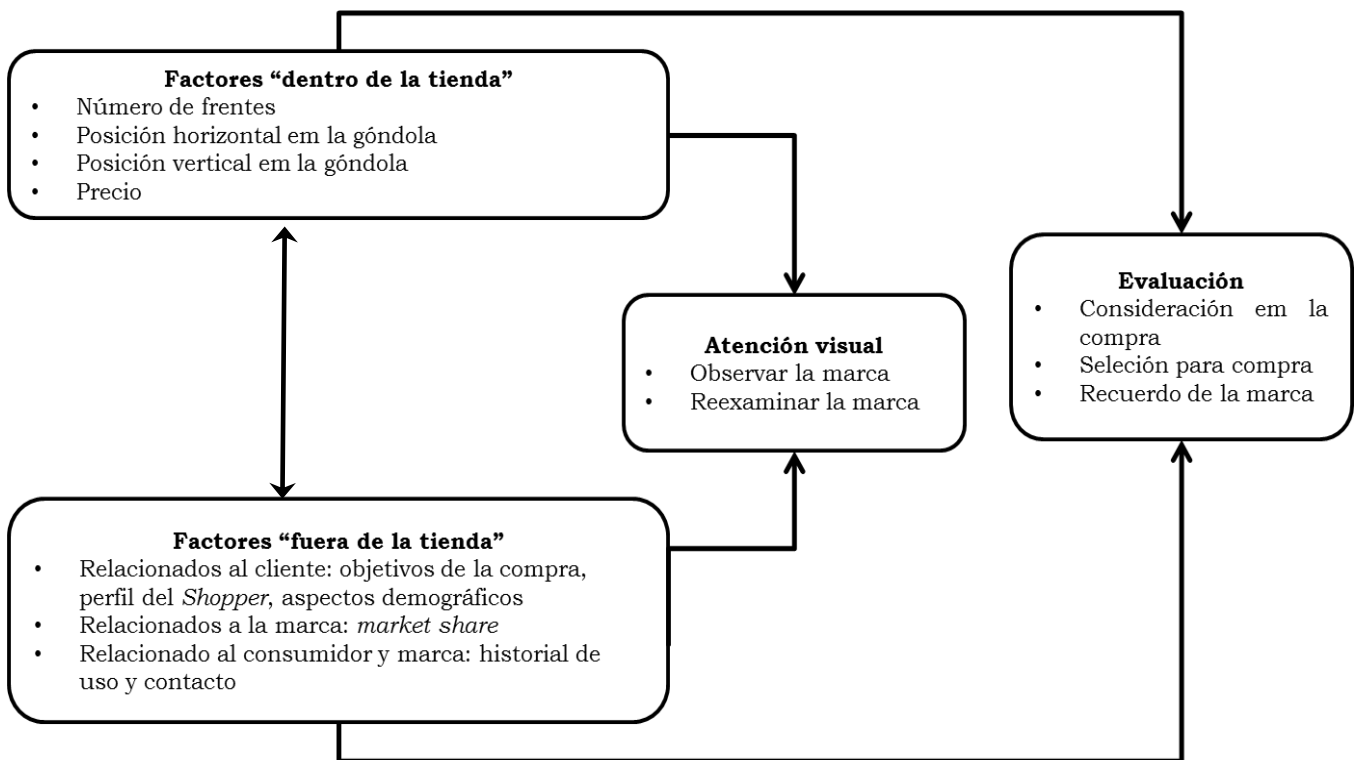 Factores “dentro de la tienda”
• Número de frentes
• Posición horizontal em la góndola
• Posición vertical em la góndola
• Precio
Atención visual
• Observar la marca
• Reexaminar la marca
Evaluación
• Consideración em la
compra
• Seleción para compra
• Recuerdo de la marca
Factores “fuera de la tienda”
• Relacionados al cliente: objetivos de la compra,
perfil del Shopper, aspectos demográficos
• Relacionados a la marca: market share
• Relacionado al consumidor y marca: historial de
uso y contacto